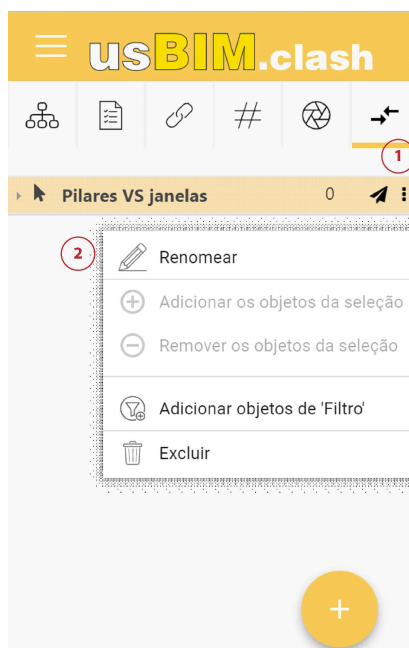 usBIM.clash
#
1
Pilares VS janelas 0
2
Renomear
Adicionar os objetos da seleção
Remover os objetos da seleção
Adicionar objetos de 'Filtro'
Excluir
+